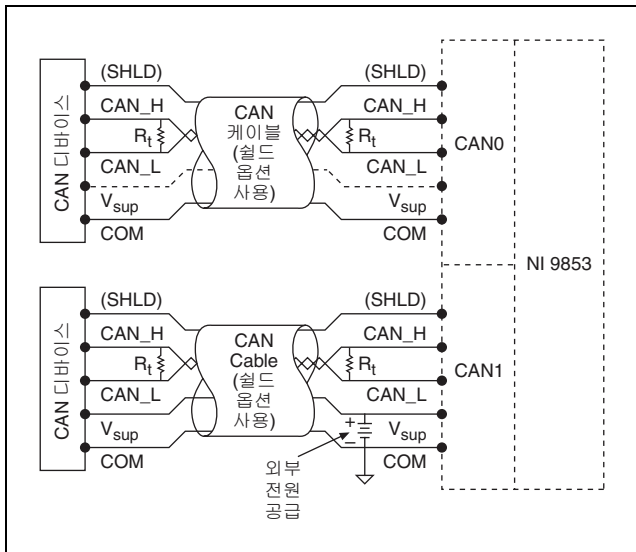 (SHLD)
CAN_H
Rt
CAN_L
Vsup
COM
CAN 디바이스
CAN
케이블
(쉴드
옵션
사용)
(SHLD)
CAN_H
Rt
CAN_L
Vsup
COM
CAN0
NI 9853
(SHLD)
CAN_H
Rt
CAN_L
Vsup
COM
CAN 디바이스
CAN
Cable
(쉴드
옵션
사용)
(SHLD)
CAN_H
Rt
CAN_L
+
−
Vsup
COM
CAN1
외부
전원
공급